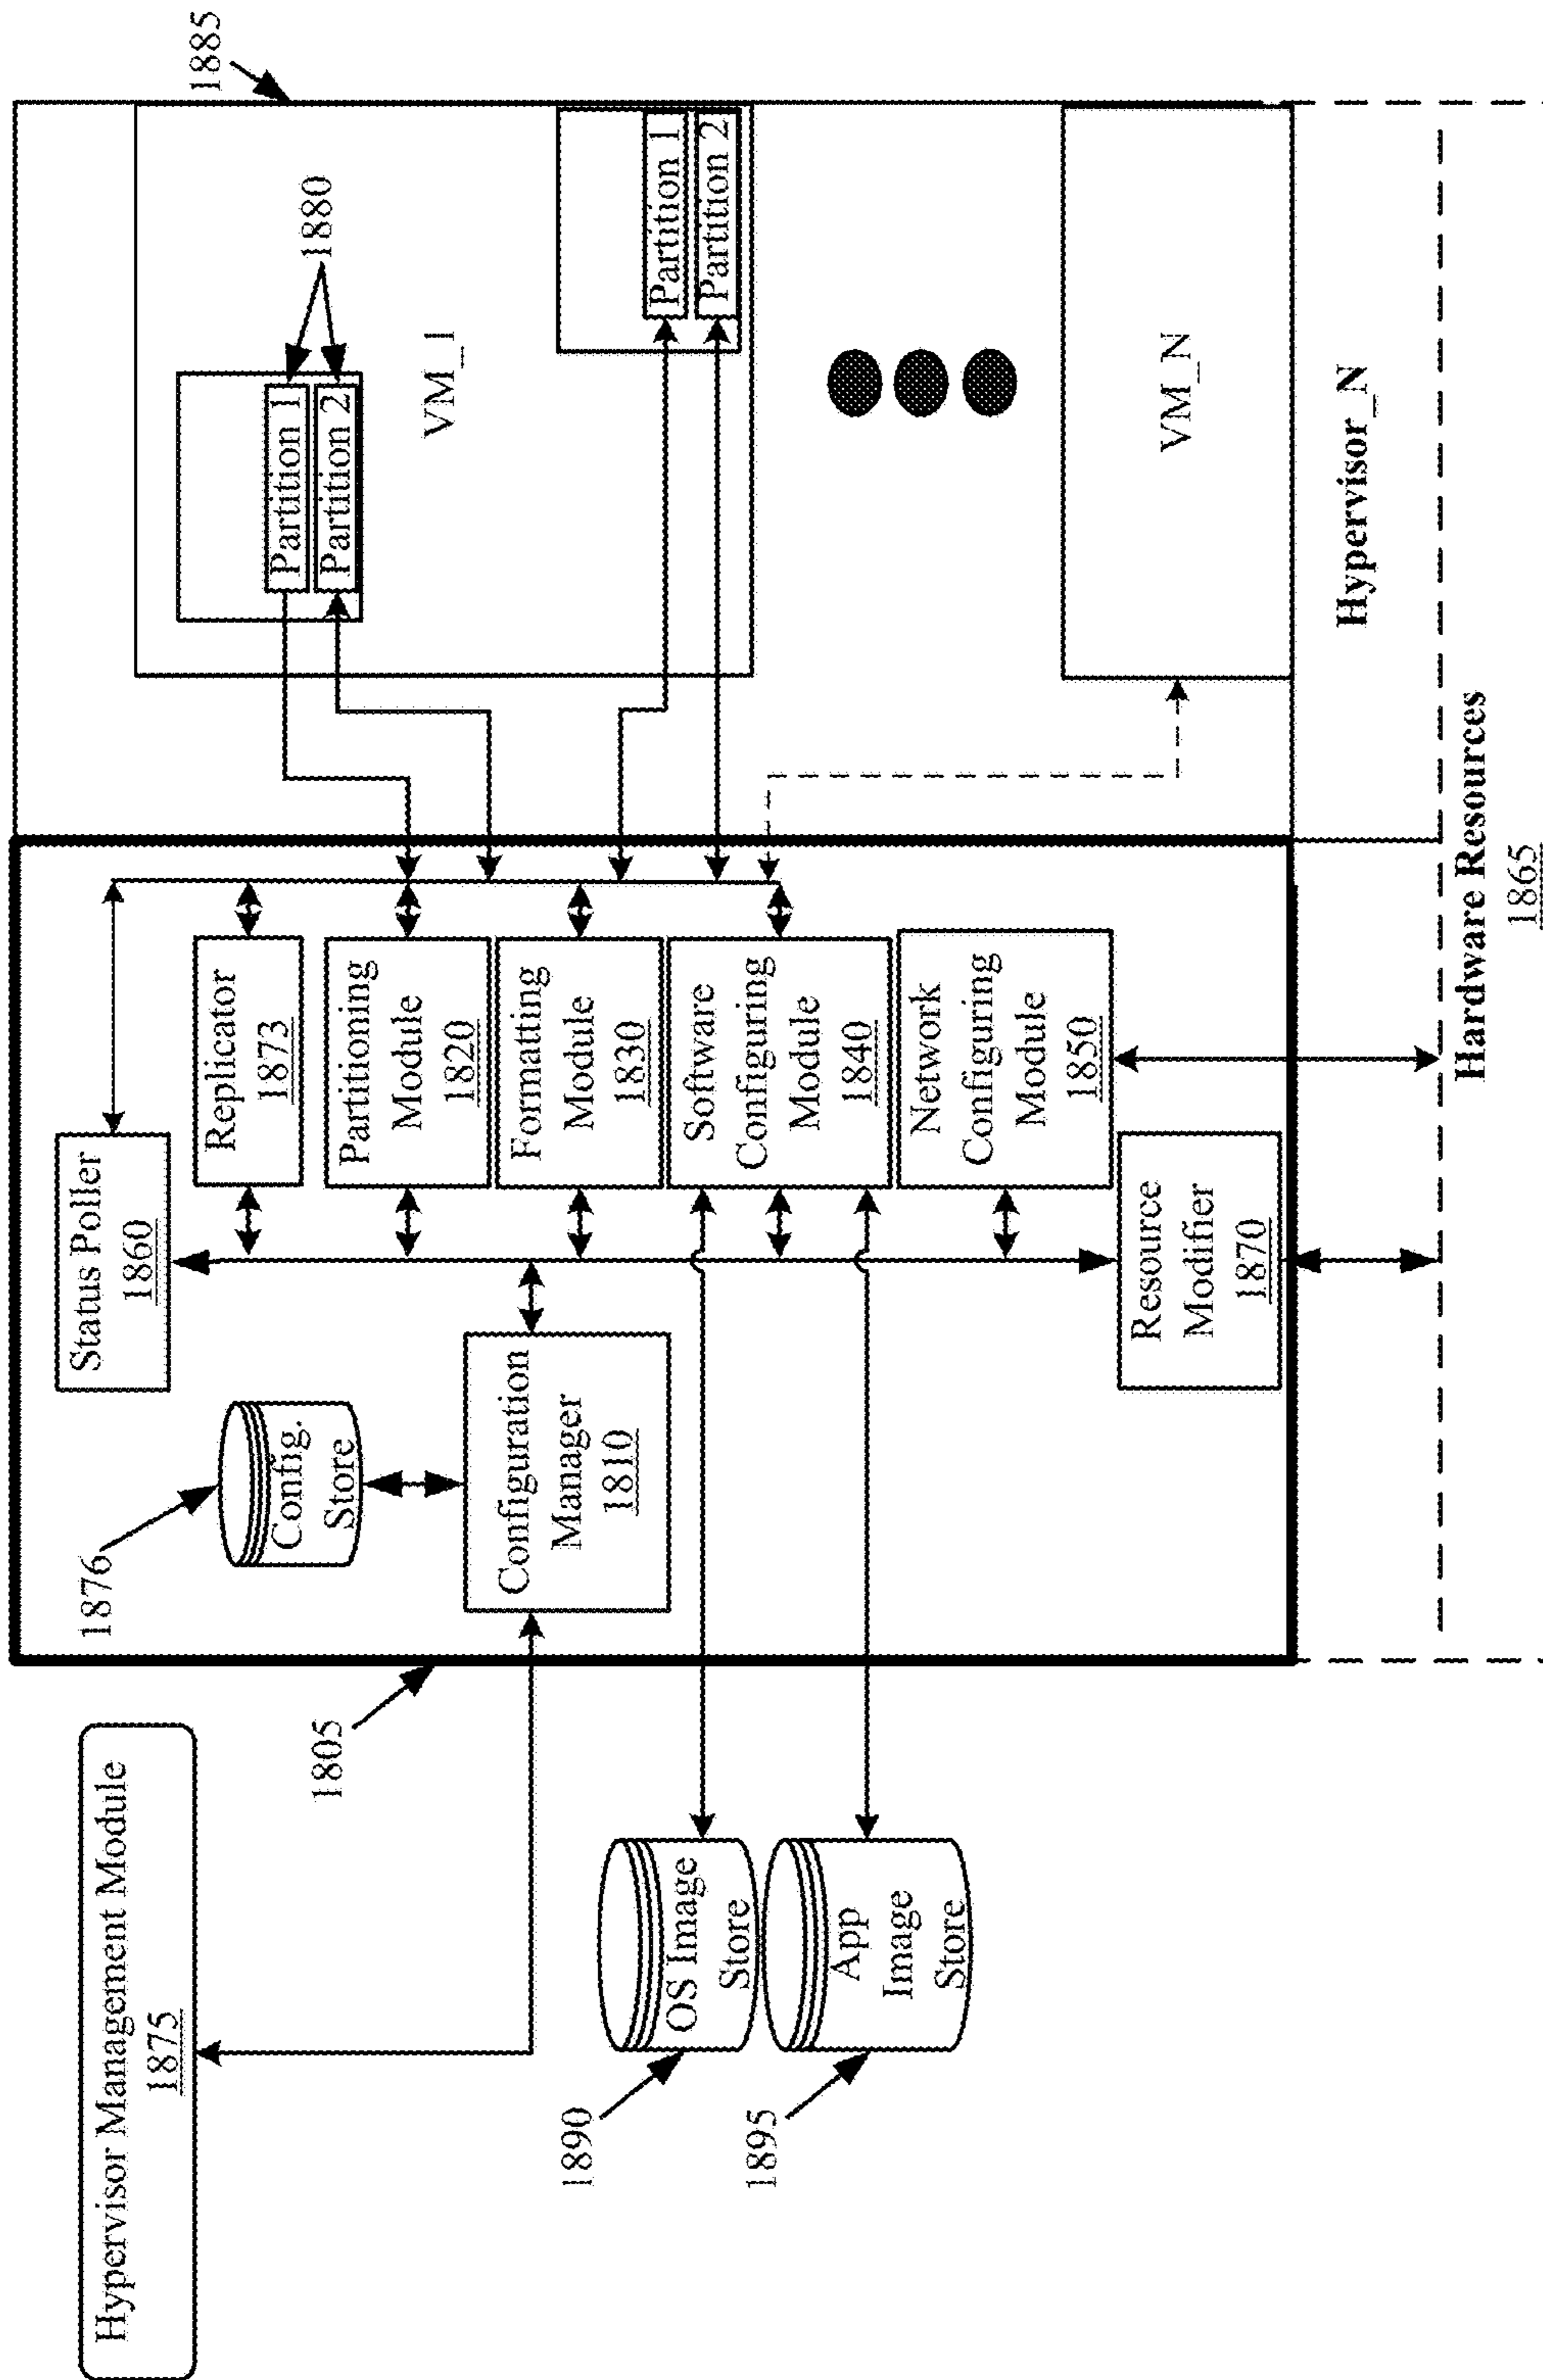 Hypervisor Management Module
1875
1805
1876
Config.
Store
Configuration
Manager
1810
Status Poller
1860
Replicator
1873
Partitioning
Module
1820
Formatting
Module
1830
Software
Configuring
Module
1840
Network
Configuring
Module
1850
Resource
Modifier
1870
1890
OS Image
Store
1895
App
Image
Store
1885
1880
Partition 1
Partition 2
VM_1
Partition 1
Partition 2
VM_N
Hypervisor_N
Hardware Resources
1865